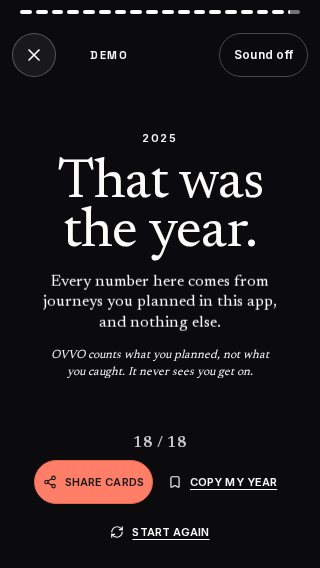 DEMO
Sound off
2025
That was
the year.
Every number here comes from
journeys you planned in this app,
and nothing else.
OVVO counts what you planned, not what
you caught. It never sees you get on.
18 / 18
SHARE CARDS
COPY MY YEAR
START AGAIN